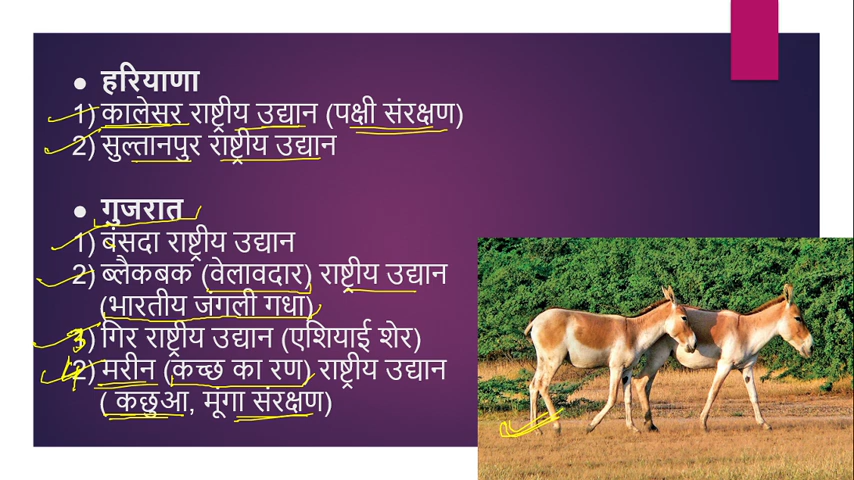 ● हरियाणा
1) कालेसर राष्ट्रीय उद्यान (पक्षी संरक्षण)
2) सुल्तानपुर राष्ट्रीय उद्यान
● गुजरात
1) बंसदा राष्ट्रीय उद्यान
2) ब्लैकबक (वेलावदार) राष्ट्रीय उद्यान
(भारतीय जंगली गधा)
3) गिर राष्ट्रीय उद्यान (एशियाई शेर)
4) मरीन (कच्छ का रण) राष्ट्रीय उद्यान
( कछुआ, मूंगा संरक्षण)